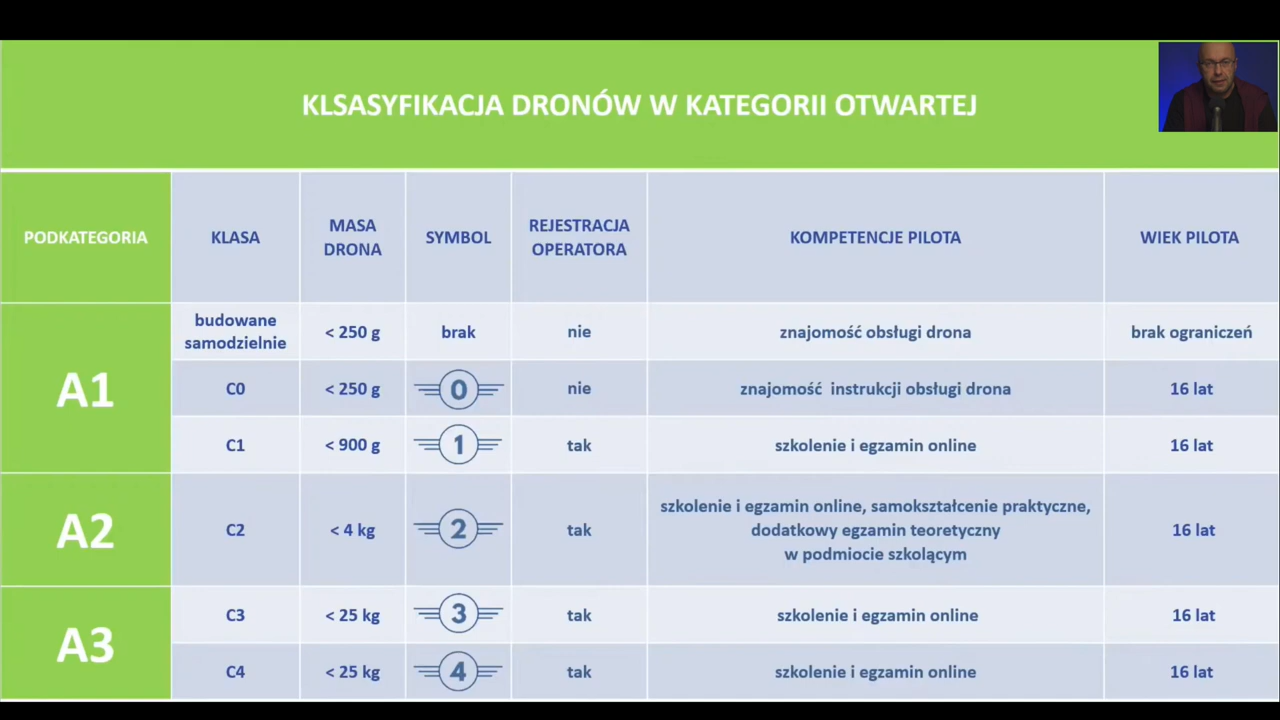 KLSASYFIKACJA DRONÓW W KATEGORII OTWARTEJ
PODKATEGORIA KLASA MASA DRONA SYMBOL REJESTRACJA OPERATORA KOMPETENCJE PILOTA WIEK PILOTA
A1
budowane samodzielnie < 250 g brak nie znajomość obsługi drona brak ograniczeń
C0 < 250 g 0 nie znajomość instrukcji obsługi drona 16 lat
C1 < 900 g 1 tak szkolenie i egzamin online 16 lat
A2
C2 < 4 kg 2 tak szkolenie i egzamin online, samokształcenie praktyczne,
dodatkowy egzamin teoretyczny
w podmiocie szkolącym
16 lat
A3
C3 < 25 kg 3 tak szkolenie i egzamin online 16 lat
C4 < 25 kg 4 tak szkolenie i egzamin online 16 lat